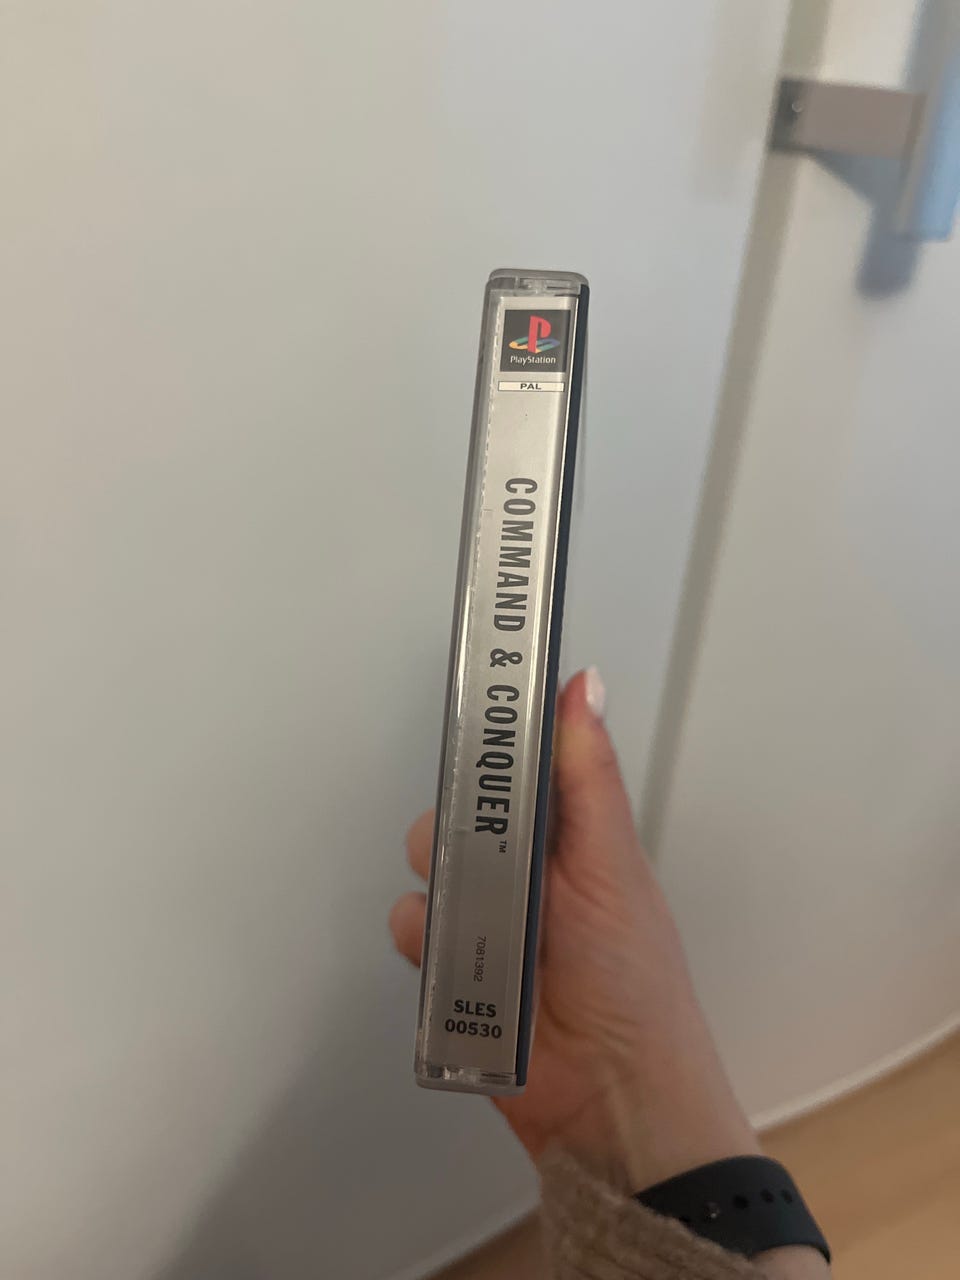 PlayStation
PAL
COMMAND & CONQUER™
7081392
SLES
00530